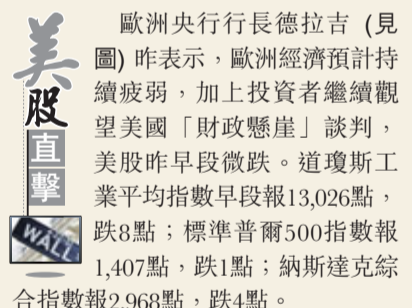 美股直擊
歐洲央行行長德拉吉 (見
圖) 昨表示，歐洲經濟預計持
續疲弱，加上投資者繼續觀
望美國「財政懸崖」談判，
美股昨早段微跌。道瓊斯工
業平均指數早段報13,026點，
跌8點；標準普爾500指數報
1,407點，跌1點；納斯達克綜
合指數報2,968點，跌4點。
WALL